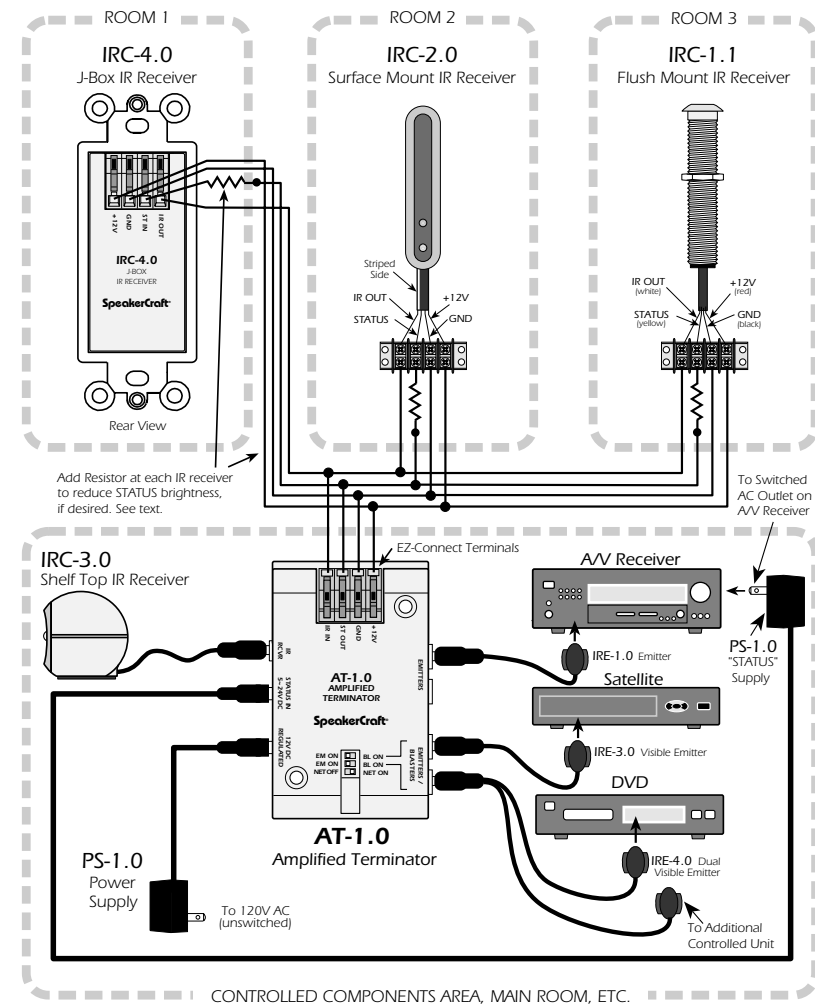 ROOM 1
ROOM 2
ROOM 3
IRC-4.0
J-Box IR Receiver
IRC-2.0
Surface Mount IR Receiver
IRC-1.1
Flush Mount IR Receiver
+12V
GND
ST IN
IR OUT
IRC-4.0
J-BOX
IR RECEIVER
SpeakerCraft
Rear View
Striped
Side
IR OUT
+12V
STATUS
GND
IR OUT
(white)
+12V
(red)
STATUS
(yellow)
GND
(black)
Add Resistor at each IR receiver
to reduce STATUS brightness,
if desired. See text.
To Switched
AC Outlet on
A/V Receiver
IRC-3.0
Shelf Top IR Receiver
EZ-Connect Terminals
A/V Receiver
IR IN
ST OUT
GND
+12V
IR
RCVR
STATUS IN
5~24V DC
12V DC
REGULATED
AT-1.0
AMPLIFIED
TERMINATOR
SpeakerCraft
EMITTERS
EMITTERS /
BLASTERS
EM ON
BL ON
EM ON
BL ON
NET OFF
NET ON
IRE-1.0 Emitter
PS-1.0
"STATUS"
Supply
Satellite
IRE-3.0 Visible Emitter
DVD
IRE-4.0 Dual
Visible Emitter
AT-1.0
Amplified Terminator
PS-1.0
Power
Supply
To 120V AC
(unswitched)
To Additional
Controlled Unit
CONTROLLED COMPONENTS AREA, MAIN ROOM, ETC.